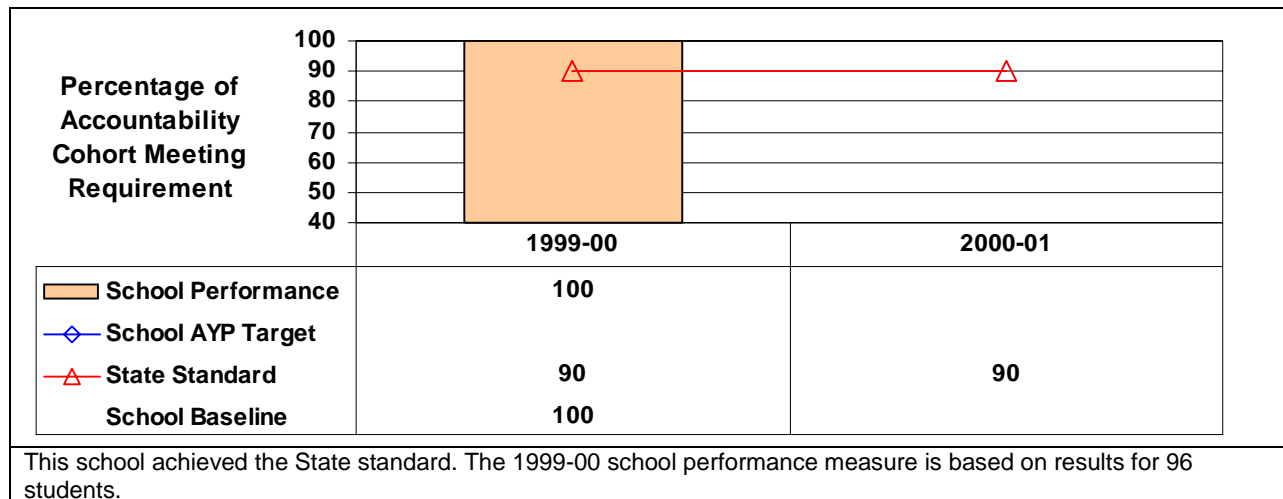 Percentage of
Accountability
Cohort Meeting
Requirement
100
90
80
70
60
50
40
1999-00 2000-01
School Performance 100
School AYP Target
State Standard 90 90
School Baseline 100
This school achieved the State standard. The 1999-00 school performance measure is based on results for 96
students.